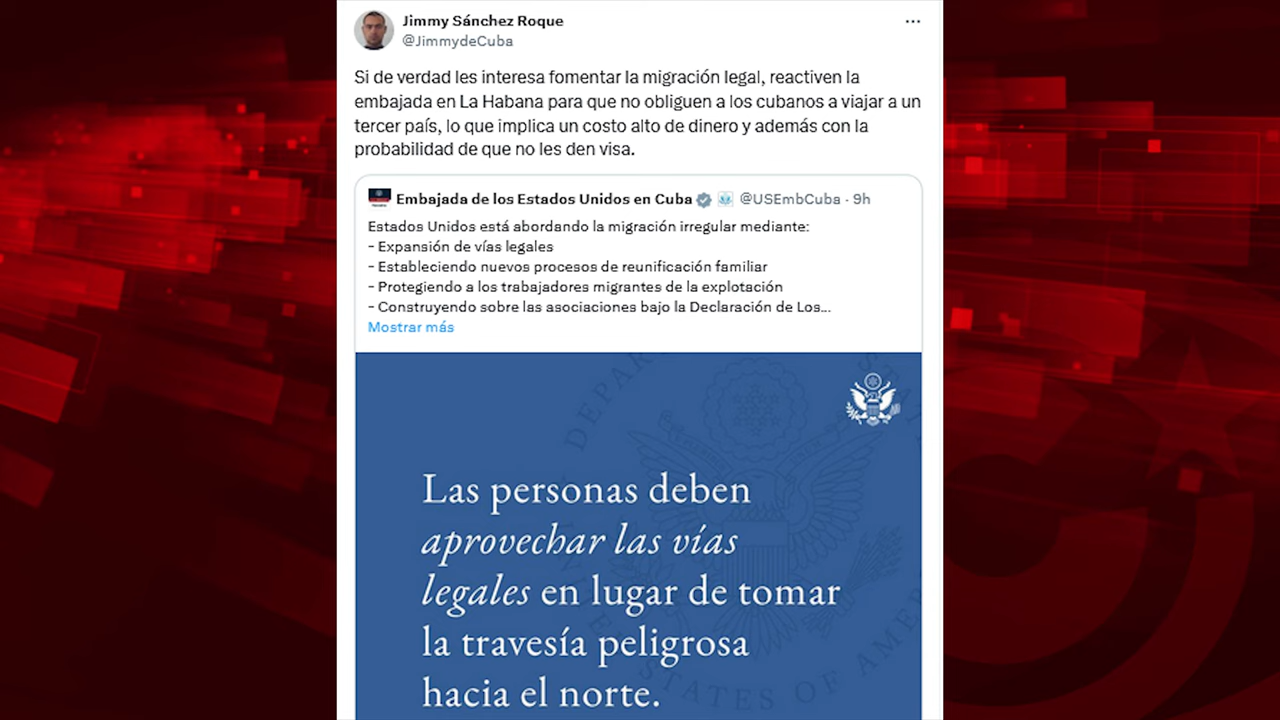 Jimmy Sánchez Roque
@JimmydeCuba
Si de verdad les interesa fomentar la migración legal, reactiven la
embajada en La Habana para que no obliguen a los cubanos a viajar a un
tercer país, lo que implica un costo alto de dinero y además con la
probabilidad de que no les den visa.
Embajada de los Estados Unidos en Cuba @USEmbCuba · 9h
Estados Unidos está abordando la migración irregular mediante:
- Expansión de vías legales
- Estableciendo nuevos procesos de reunificación familiar
- Protegiendo a los trabajadores migrantes de la explotación
- Construyendo sobre las asociaciones bajo la Declaración de Los...
Mostrar más
Las personas deben
aprovechar las vías
legales en lugar de tomar
la travesía peligrosa
hacia el norte.
STATES OF AMERICA